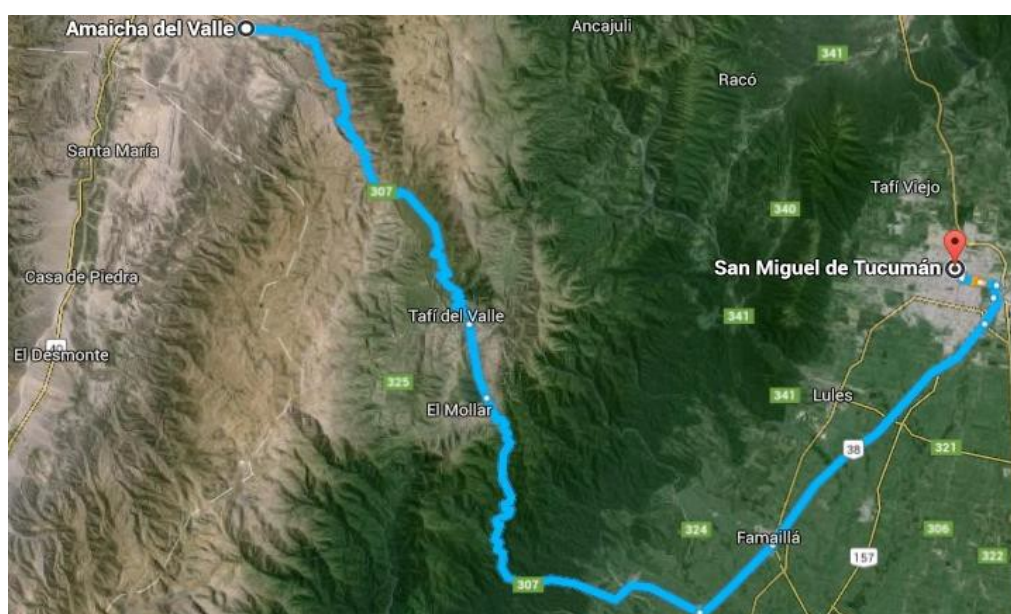 Amaicha del Valle
Ancajuli
341
Racó
Santa María
307
Tafí Viejo
340
Casa de Piedra
San Miguel de Tucumán
Tafí del Valle
341
40
El Desmonte
325
El Mollar
341
Lules
38
321
324
Famaillá
306
157
322
307